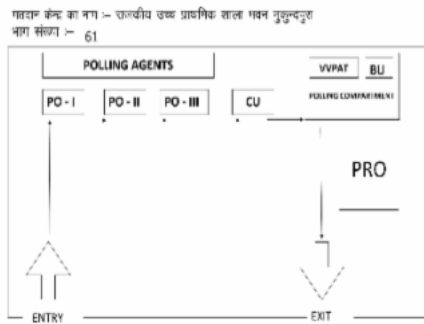 मतदान केन्द्र का नाम :- राजकीय उच्च प्राथमिक शाला भवन मुकुन्दपुरा
भाग संख्या :- 61
POLLING AGENTS
VVPAT BU
POLLING COMPARTMENT
PO - I PO - II PO - III CU
PRO
ENTRY EXIT